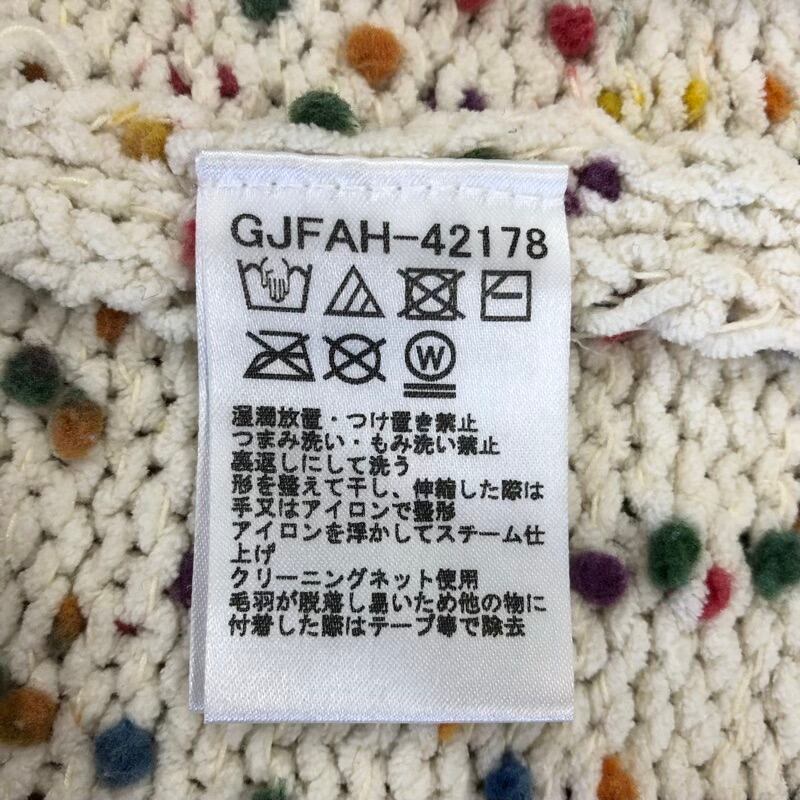 GJFAH-42178
W
湿潤放置・つけ置き禁止
つまみ洗い・もみ洗い禁止
裏返しにして洗う
形を整えて干し、伸縮した際は
手又はアイロンで整形
アイロンを浮かしてスチーム仕
上げ
クリーニングネット使用
毛羽が脱落し易いため他の物に
付着した際はテープ等で除去